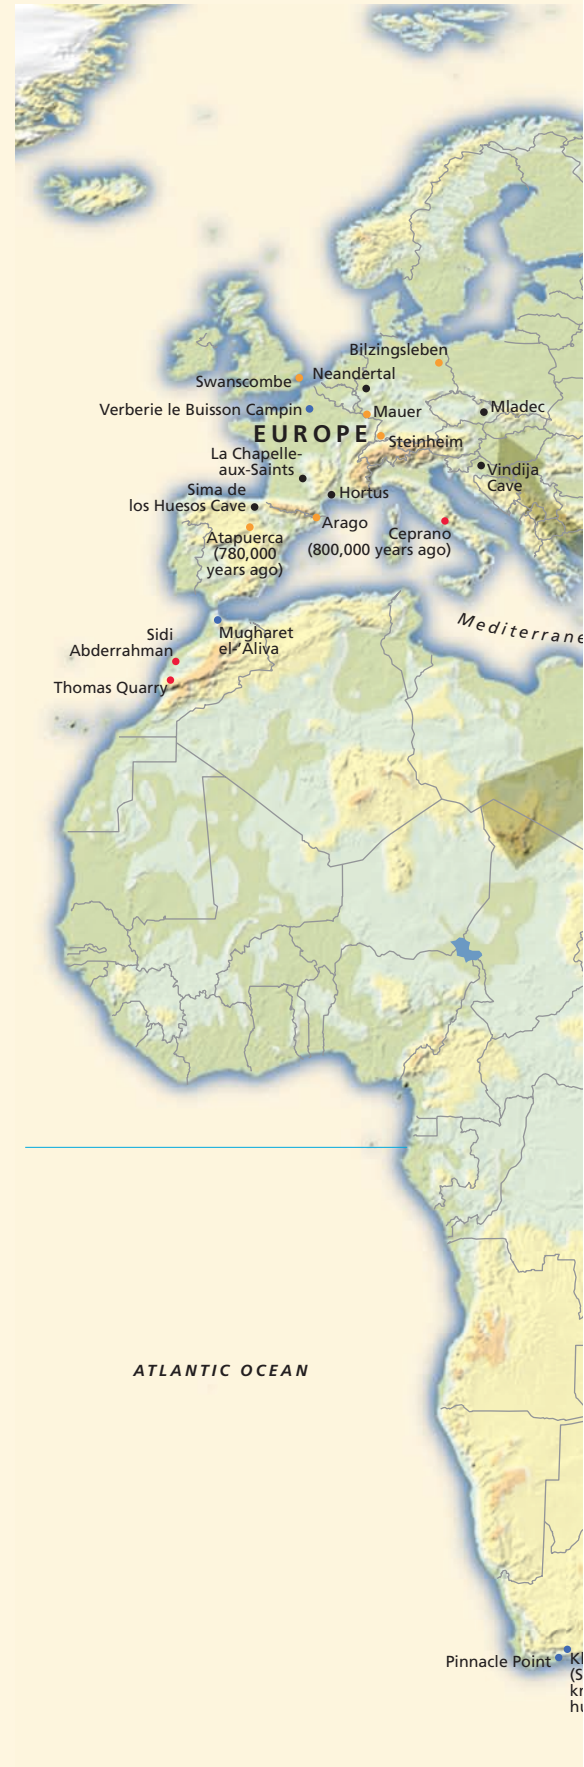 Bilzingsleben
Neandertal
Swanscombe
Verberie le Buisson Campin
Mauer
Mladec
EUROPE
Steinheim
La Chapelle-
aux-Saints
Vindija
Cave
Sima de
los Huesos Cave
Hortus
Arago
(800,000 years ago)
Ceprano
Atapuerca
(780,000
years ago)
Mediterrane
Sidi
Abderrahman
Mugharet
el-‘Aliva
Thomas Quarry
ATLANTIC OCEAN
Pinnacle Point